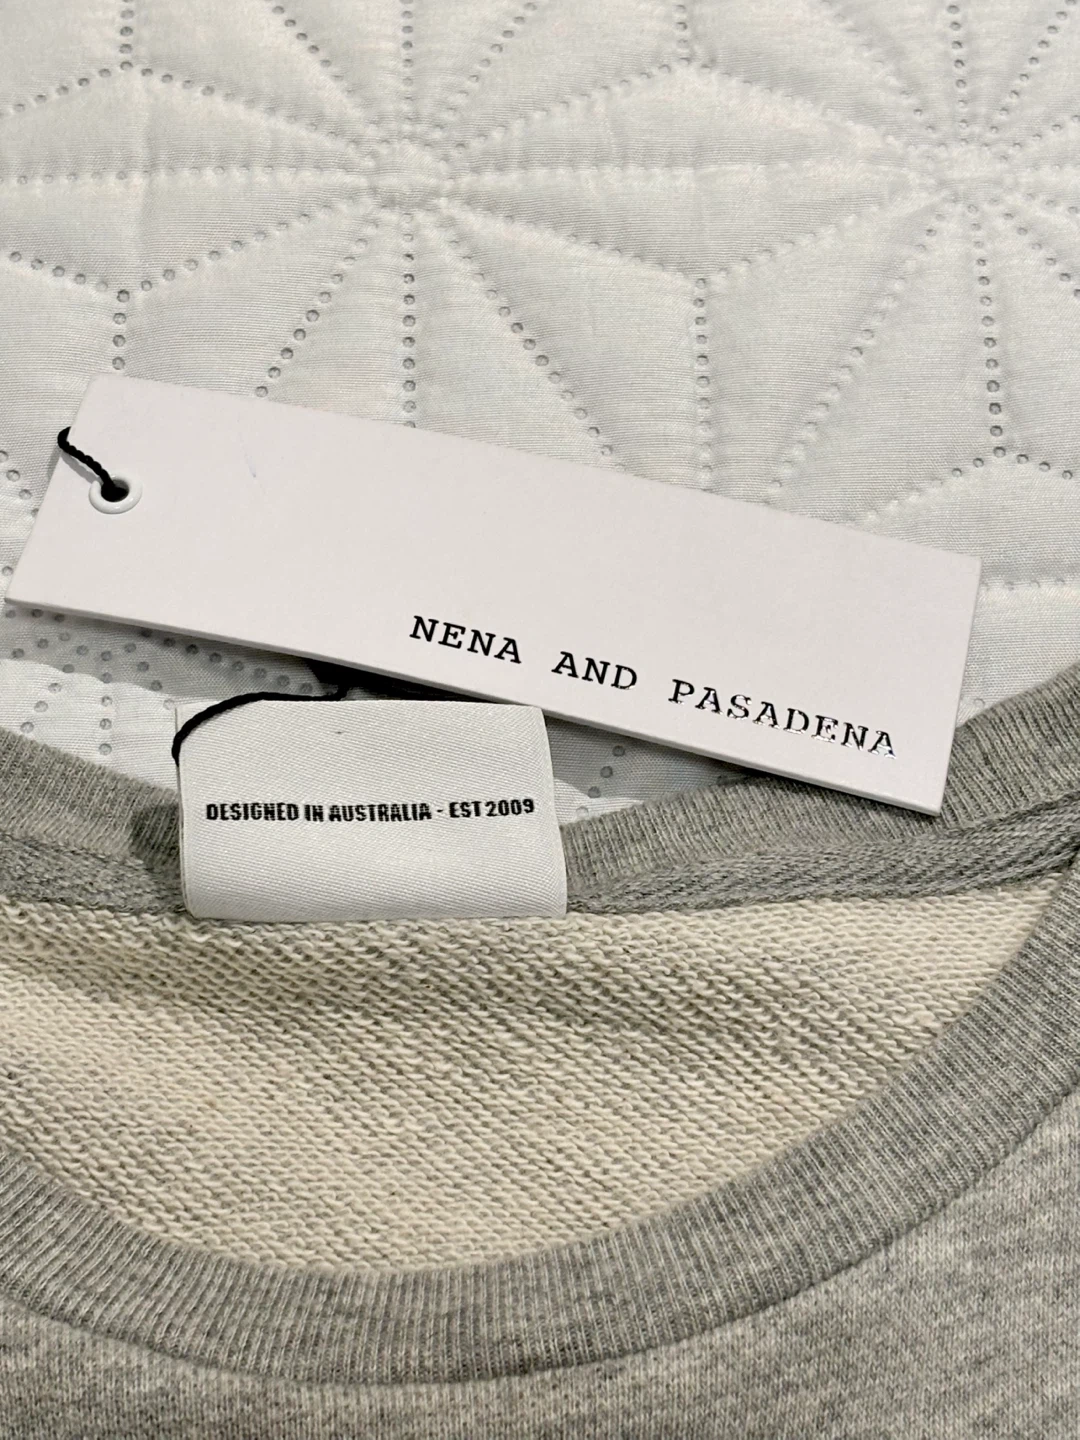 NENA AND PASADENA
DESIGNED IN AUSTRALIA - EST 2009